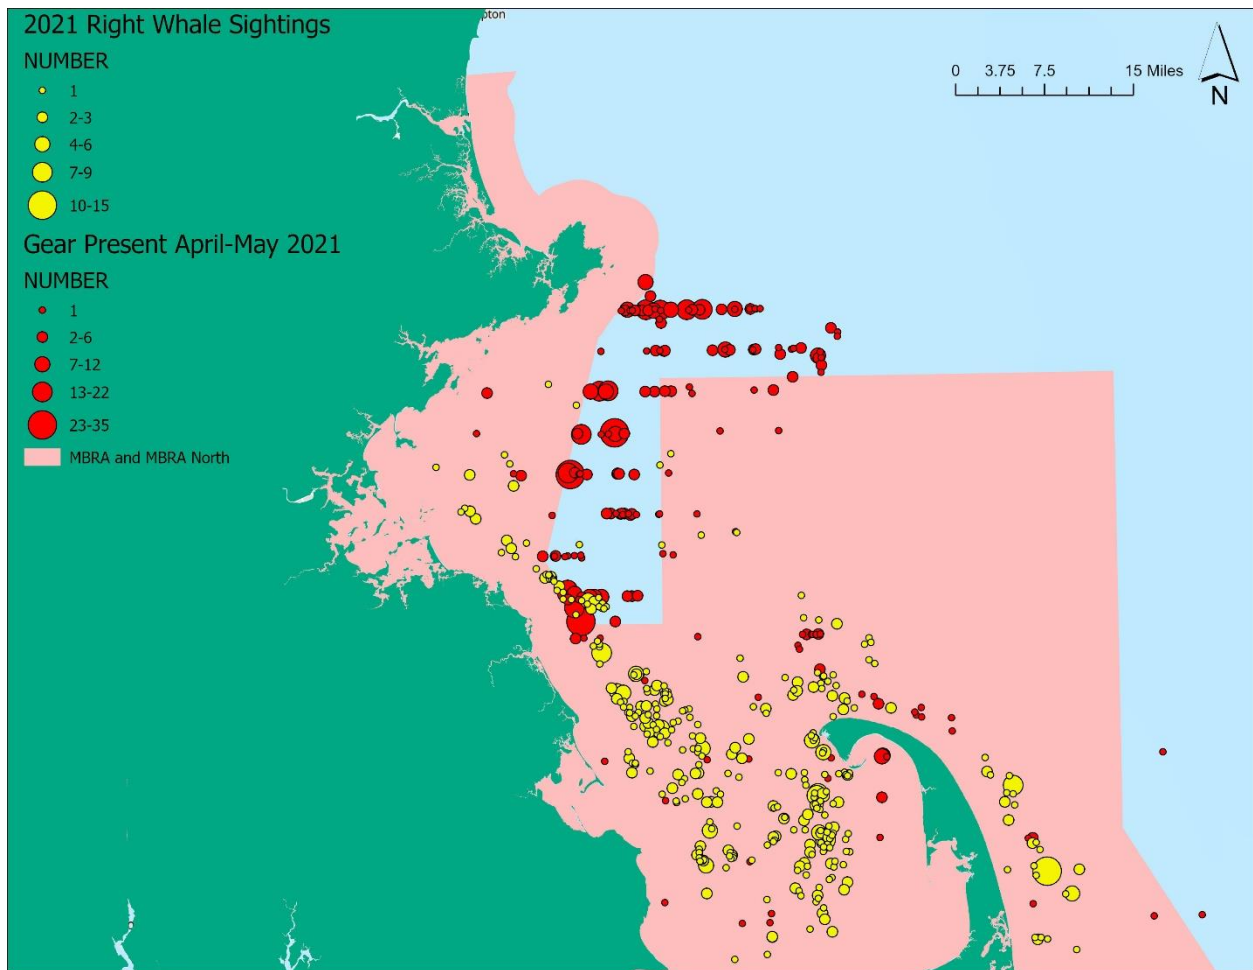 2021 Right Whale Sightings
NUMBER
1
2-3
4-6
7-9
10-15
Gear Present April-May 2021
NUMBER
1
2-6
7-12
13-22
23-35
MBRA and MBRA North
pton
0 3.75 7.5 15 Miles
N